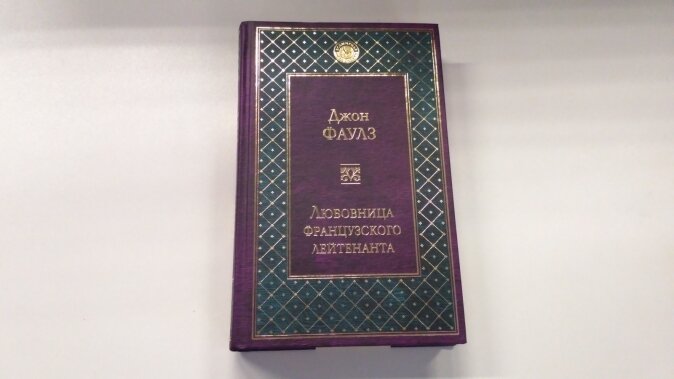 Джон
ФАУЛЗ
ЛЮБОВНИЦА
ФРАНЦУЗСКОГО
ЛЕЙТЕНАНТА